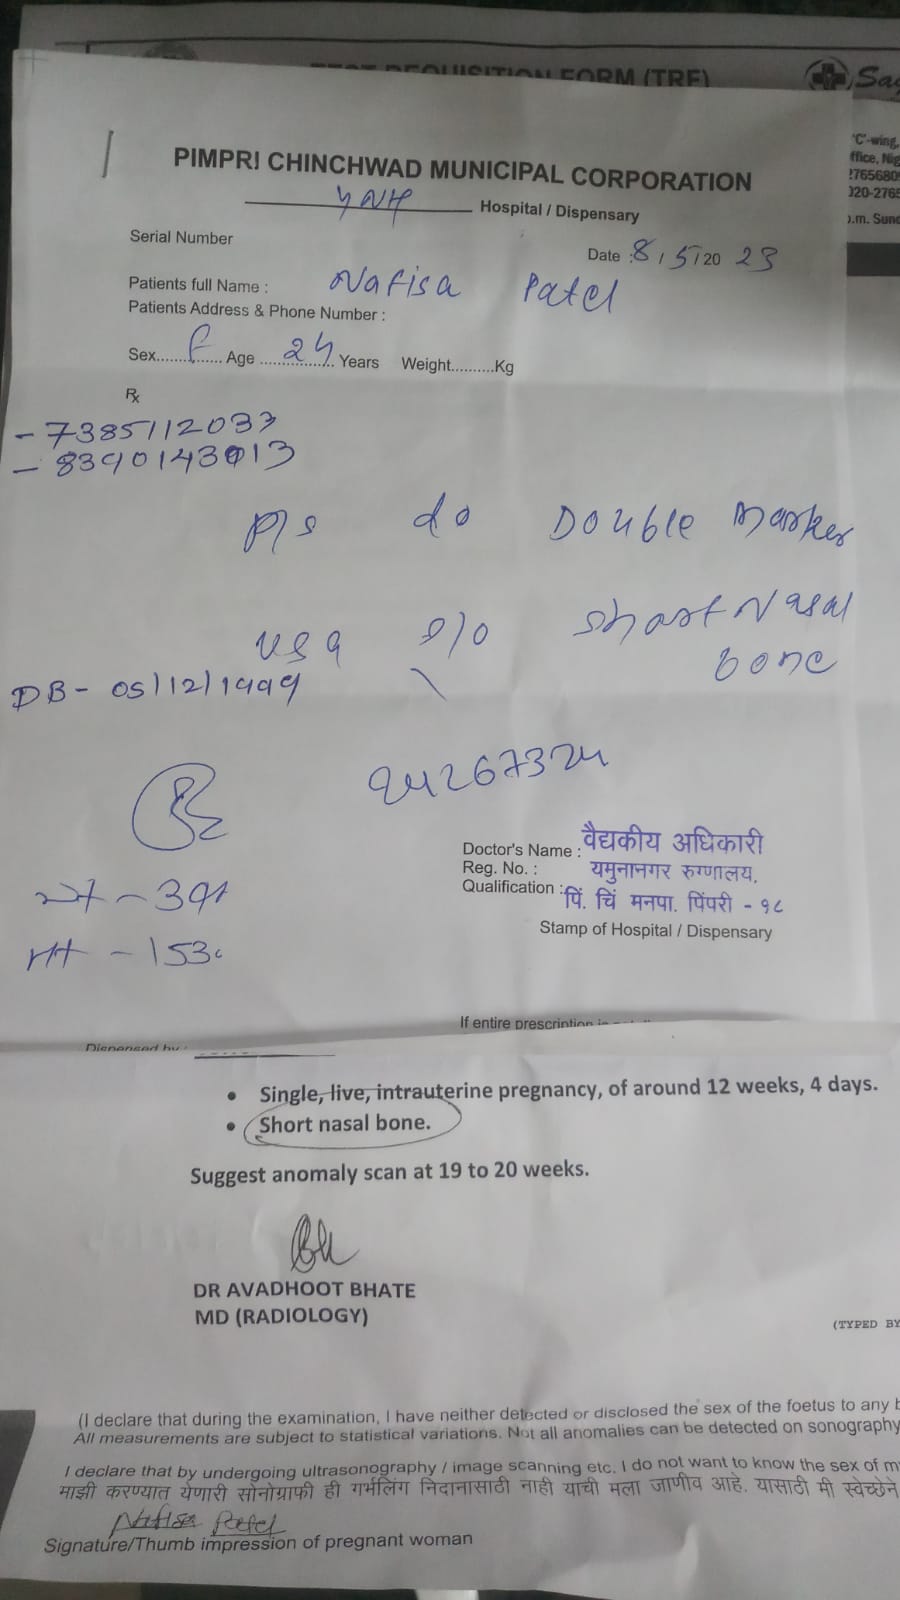 TEST REQUISITION FORM (TRF)
'C'-wing,
PIMPRI CHINCHWAD MUNICIPAL CORPORATION
YNH Hospital / Dispensary
Serial Number
Date : 8 / 5 / 20 23
Patients full Name : Nafisa Patel
Patients Address & Phone Number :
Sex....... F ....... Age ....... 24 ....... Years Weight..........Kg
Rx
- 7385112033
- 8390143013
Pls do Double Marker
USG s/o short Nasal
bone
DB- 05/12/1999
Doctor's Name : वैद्यकीय अधिकारी
Reg. No. : यमुनानगर रुग्णालय.
Qualification : पिं. चिं मनपा. पिंपरी - १८
Stamp of Hospital / Dispensary
If entire prescription
Dispensed by :
• Single, live, intrauterine pregnancy, of around 12 weeks, 4 days.
• Short nasal bone.
Suggest anomaly scan at 19 to 20 weeks.
DR AVADHOOT BHATE
MD (RADIOLOGY)
(TYPED BY
(I declare that during the examination, I have neither detected or disclosed the sex of the foetus to any
All measurements are subject to statistical variations. Not all anomalies can be detected on sonography
I declare that by undergoing ultrasonography / image scanning etc. I do not want to know the sex of
माझी करण्यात येणारी सोनोग्राफी ही गर्भलिंग निदानासाठी नाही याची मला जाणीव आहे. यासाठी मी स्वेच्छेने
Nafisa Patel
Signature/Thumb impression of pregnant woman